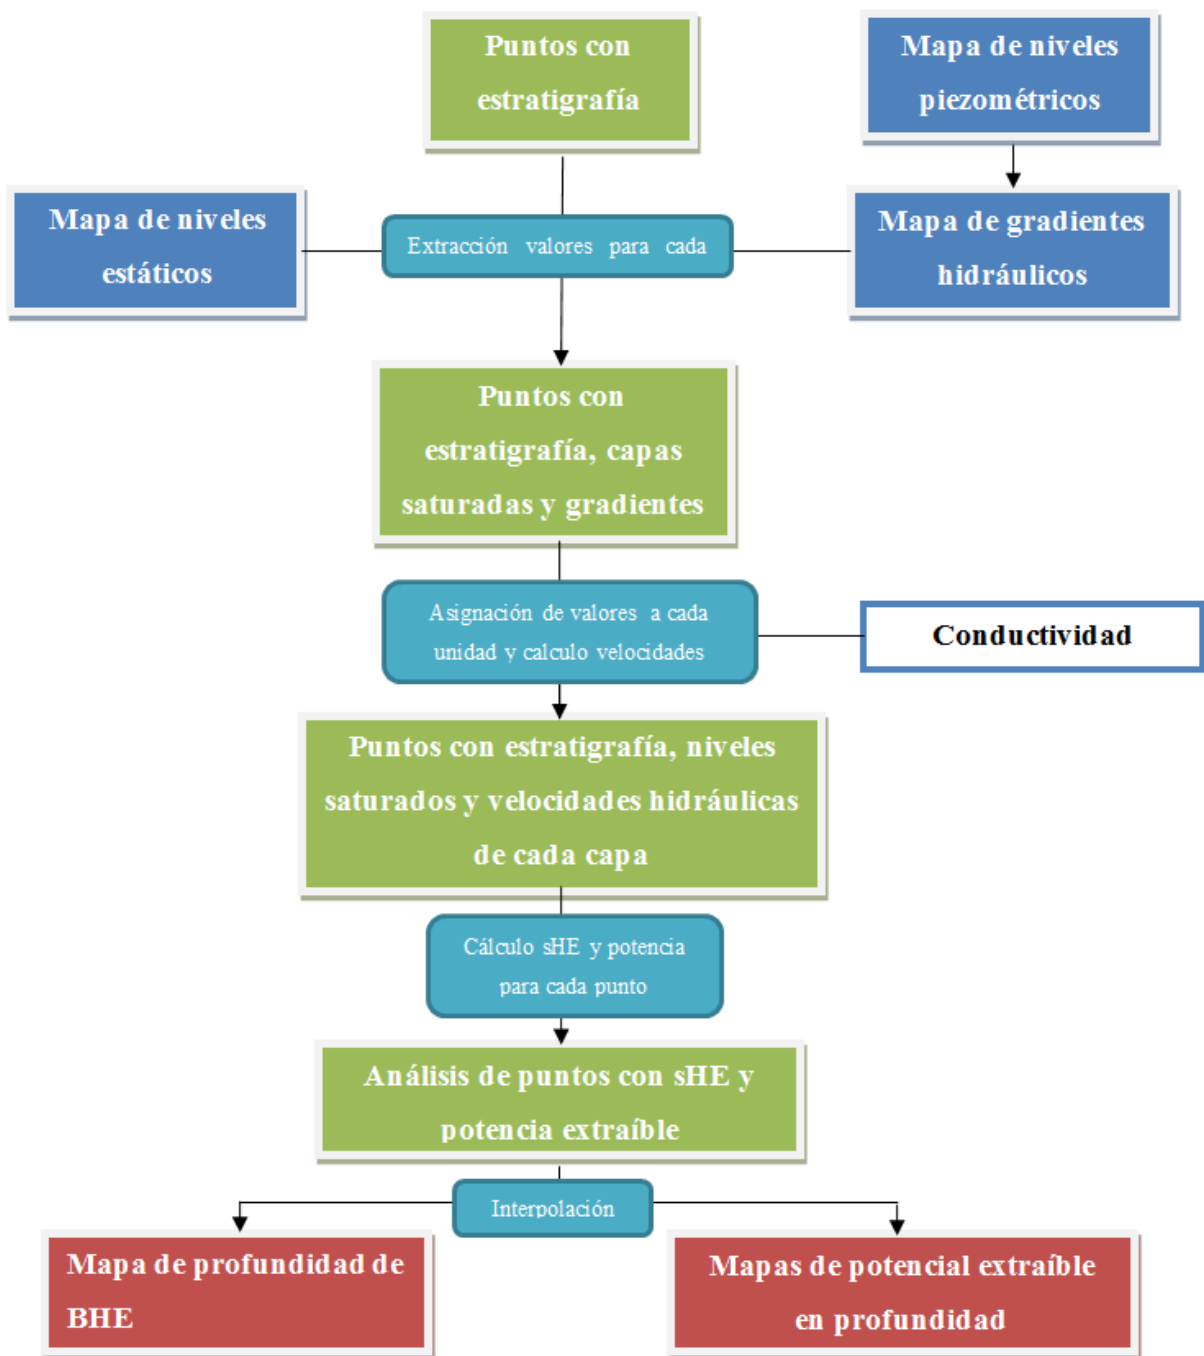 Puntos con
estratigrafía
Mapa de niveles
piezométricos
Mapa de niveles
estáticos
Extracción valores para cada
Mapa de gradientes
hidráulicos
Puntos con
estratigrafía, capas
saturadas y gradientes
Asignación de valores a cada
unidad y calculo velocidades
Conductividad
Puntos con estratigrafía, niveles
saturados y velocidades hidráulicas
de cada capa
Cálculo sHE y potencia
para cada punto
Análisis de puntos con sHE y
potencia extraíble
Interpolación
Mapa de profundidad de
BHE
Mapas de potencial extraíble
en profundidad